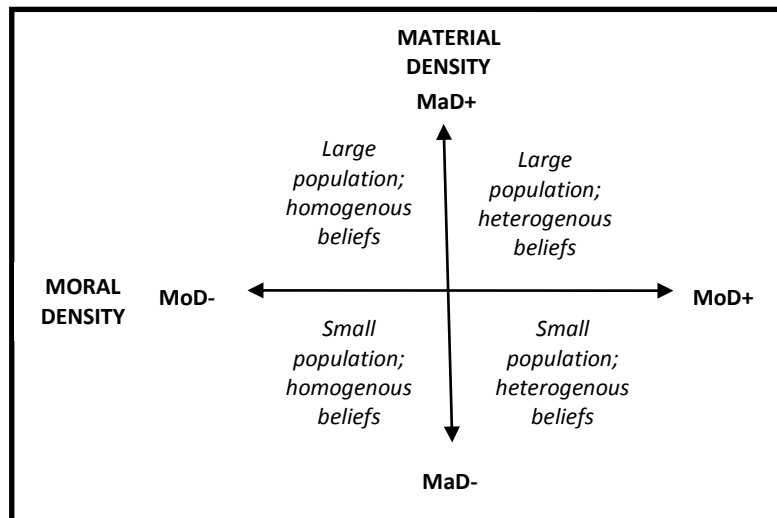 MATERIAL
DENSITY
MaD+
Large
population;
homogenous
beliefs
Large
population;
heterogenous
beliefs
MORAL
DENSITY
MoD-
MoD+
Small
population;
homogenous
beliefs
Small
population;
heterogenous
beliefs
MaD-